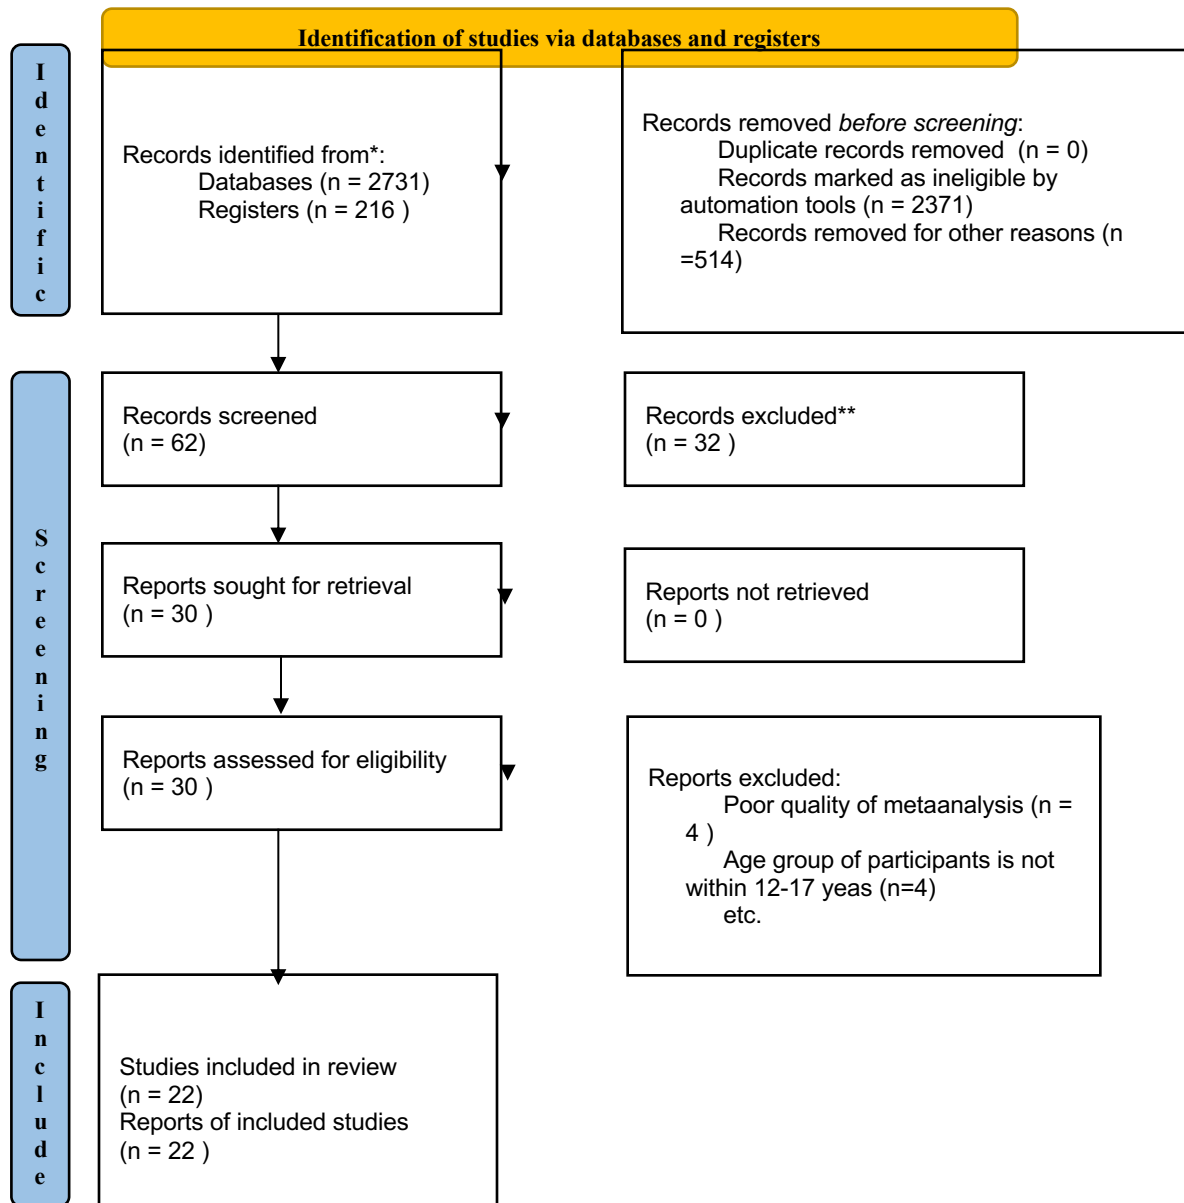 Identification of studies via databases and registers
Identific
Records identified from*:
Databases (n = 2731)
Registers (n = 216 )
Records removed before screening:
Duplicate records removed  (n = 0)
Records marked as ineligible by
automation tools (n = 2371)
Records removed for other reasons (n
=514)
Screening
Records screened
(n = 62)
Records excluded**
(n = 32 )
Reports sought for retrieval
(n = 30 )
Reports not retrieved
(n = 0 )
Reports assessed for eligibility
(n = 30 )
Reports excluded:
Poor quality of metaanalysis (n =
4 )
Age group of participants is not
within 12-17 yeas (n=4)
etc.
Include
Studies included in review
(n = 22)
Reports of included studies
(n = 22 )